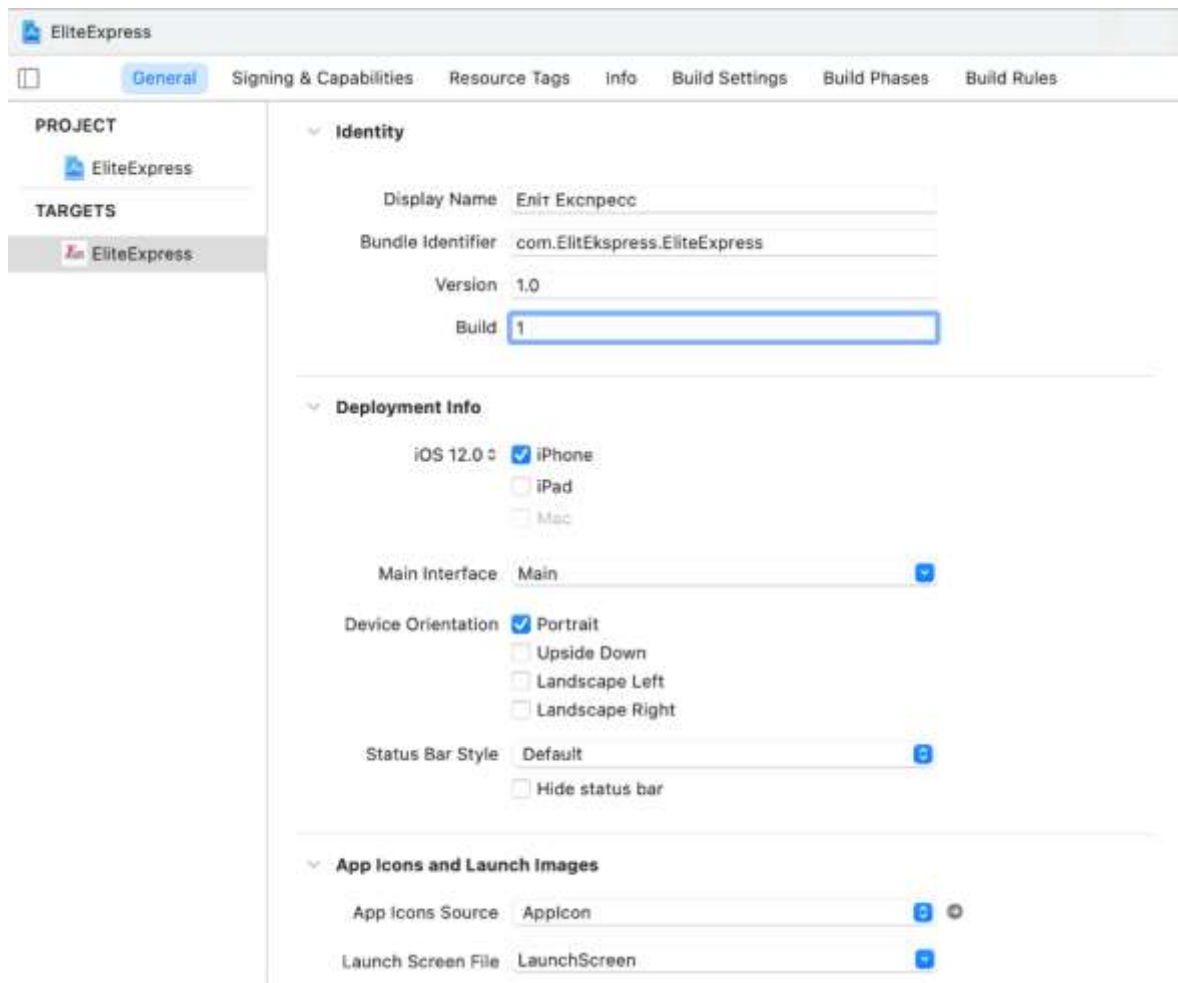 EliteExpress
General Signing & Capabilities Resource Tags Info Build Settings Build Phases Build Rules
PROJECT
EliteExpress
TARGETS
EliteExpress
Identity
Display Name Еліт Експресс
Bundle Identifier com.ElitEkspress.EliteExpress
Version 1.0
Build 1
Deployment Info
iOS 12.0 iPhone
iPad
Mac
Main Interface Main
Device Orientation Portrait
Upside Down
Landscape Left
Landscape Right
Status Bar Style Default
Hide status bar
App Icons and Launch Images
App Icons Source AppIcon
Launch Screen File LaunchScreen